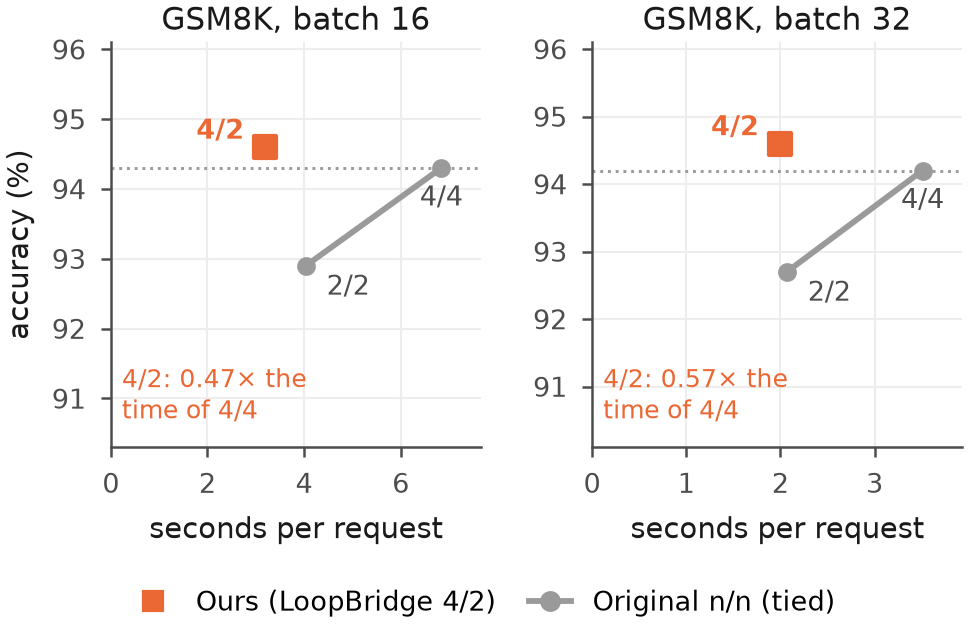 GSM8K, batch 16
accuracy (%)
96
95
94
93
92
91
4/2
4/4
2/2
4/2: 0.47× the
time of 4/4
0
2
4
6
seconds per request
GSM8K, batch 32
96
95
94
93
92
91
4/2
4/4
2/2
4/2: 0.57× the
time of 4/4
0
1
2
3
seconds per request
Ours (LoopBridge 4/2)
Original n/n (tied)